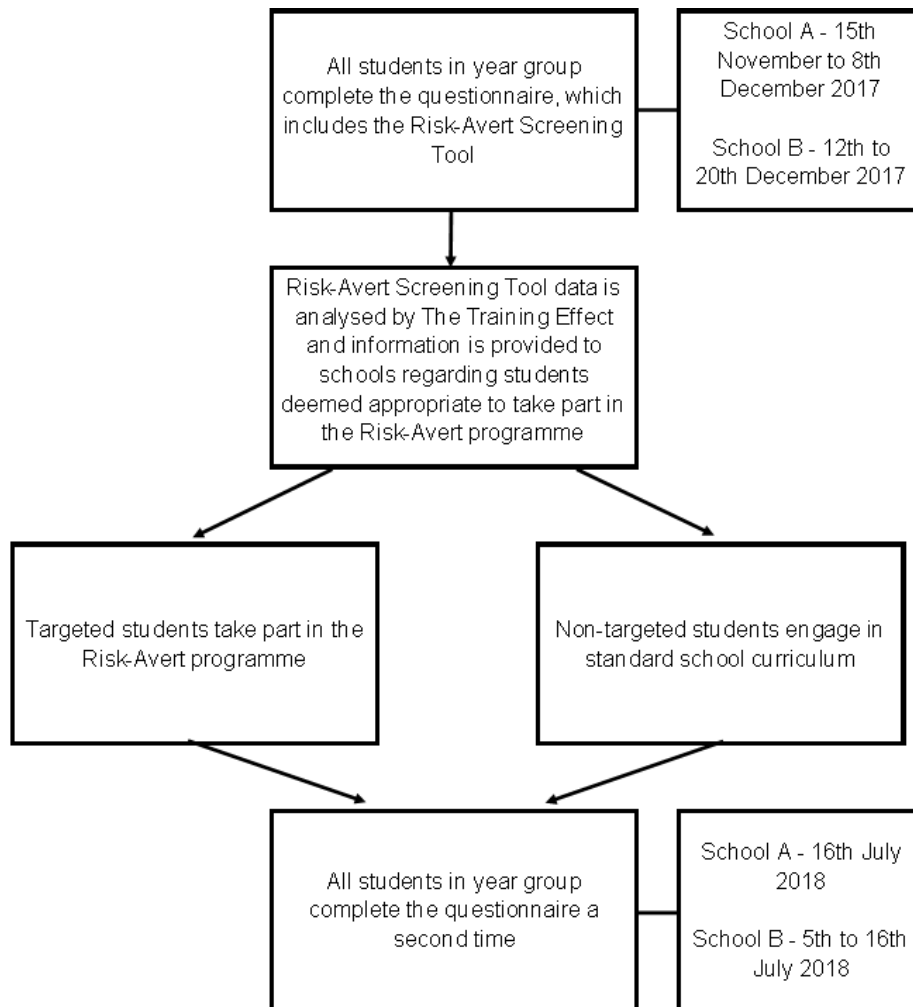 All students in year group
complete the questionnaire, which
includes the Risk-Avert Screening
Tool
School A - 15th
November to 8th
December 2017
School B - 12th to
20th December 2017
Risk-Avert Screening Tool data is
analysed by The Training Effect
and information is provided to
schools regarding students
deemed appropriate to take part in
the Risk-Avert programme
Targeted students take part in the
Risk-Avert programme
Non-targeted students engage in
standard school curriculum
All students in year group
complete the questionnaire a
second time
School A - 16th July
2018
School B - 5th to 16th
July 2018